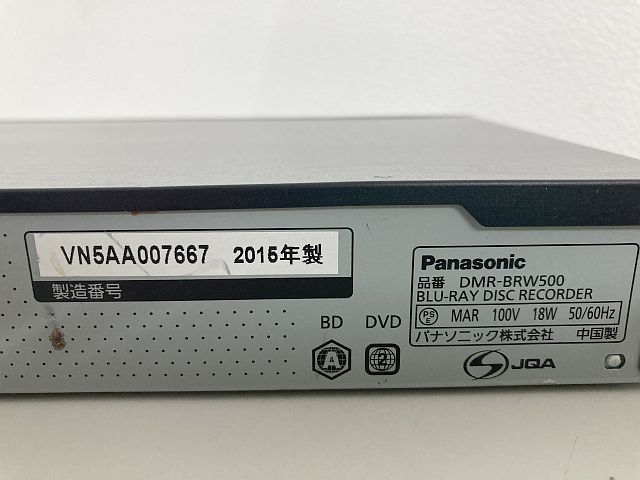 VN5AA007667 2015年製
製造番号
BD DVD
A 2
Panasonic
品番 DMR-BRW500
BLU-RAY DISC RECORDER
PSE MAR 100V 18W 50/60Hz
パナソニック株式会社 中国製
JQA